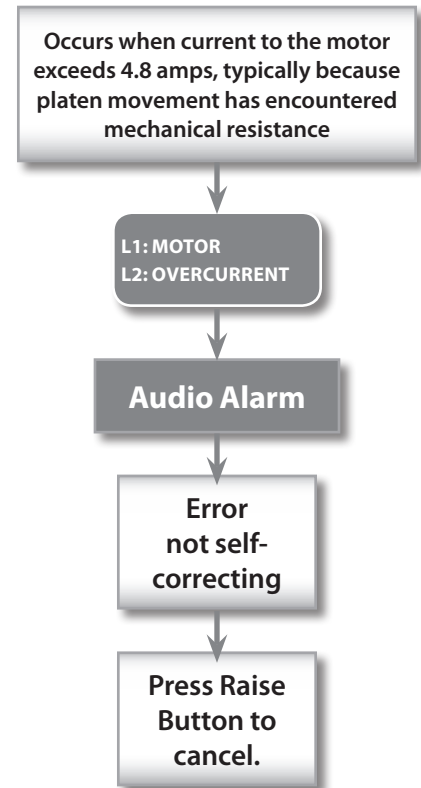 Occurs when current to the motor
exceeds 4.8 amps, typically because
platen movement has encountered
mechanical resistance
L1: MOTOR
L2: OVERCURRENT
Audio Alarm
Error
not self-
correcting
Press Raise
Button to
cancel.